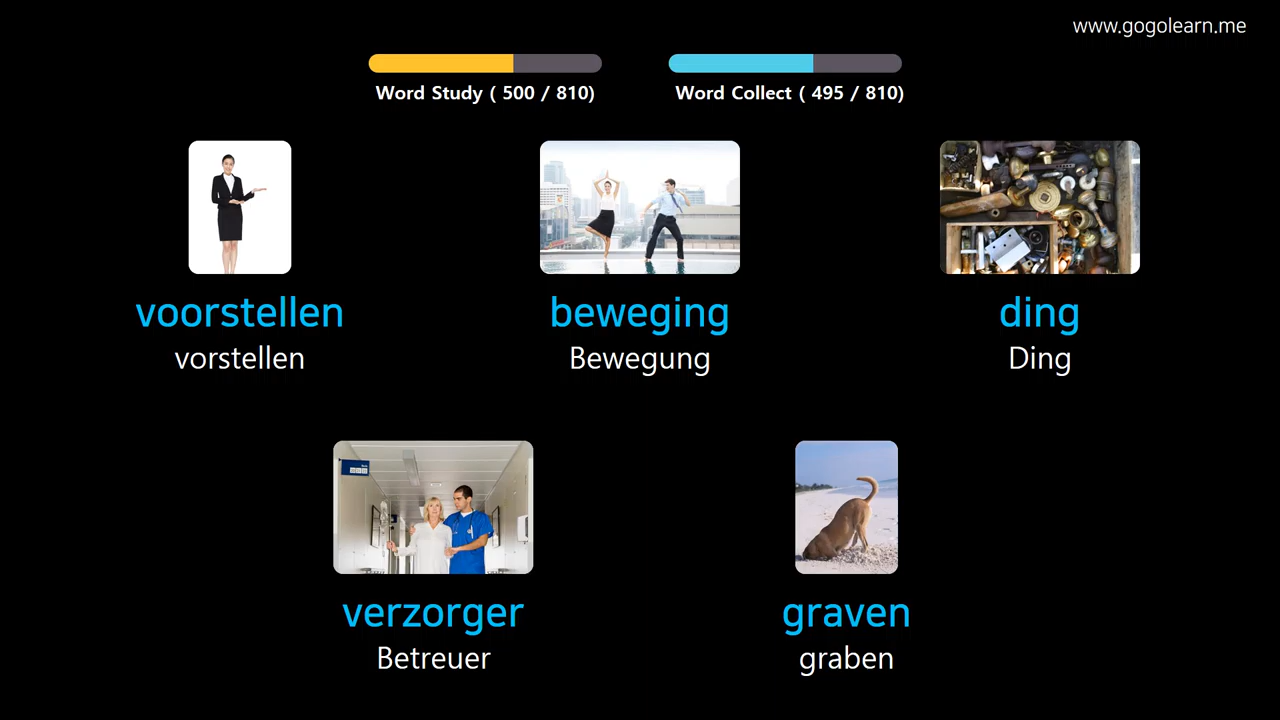 www.gogolearn.me
Word Study ( 500 / 810)
Word Collect ( 495 / 810)
voorstellen
vorstellen
beweging
Bewegung
ding
Ding
verzorger
Betreuer
graven
graben